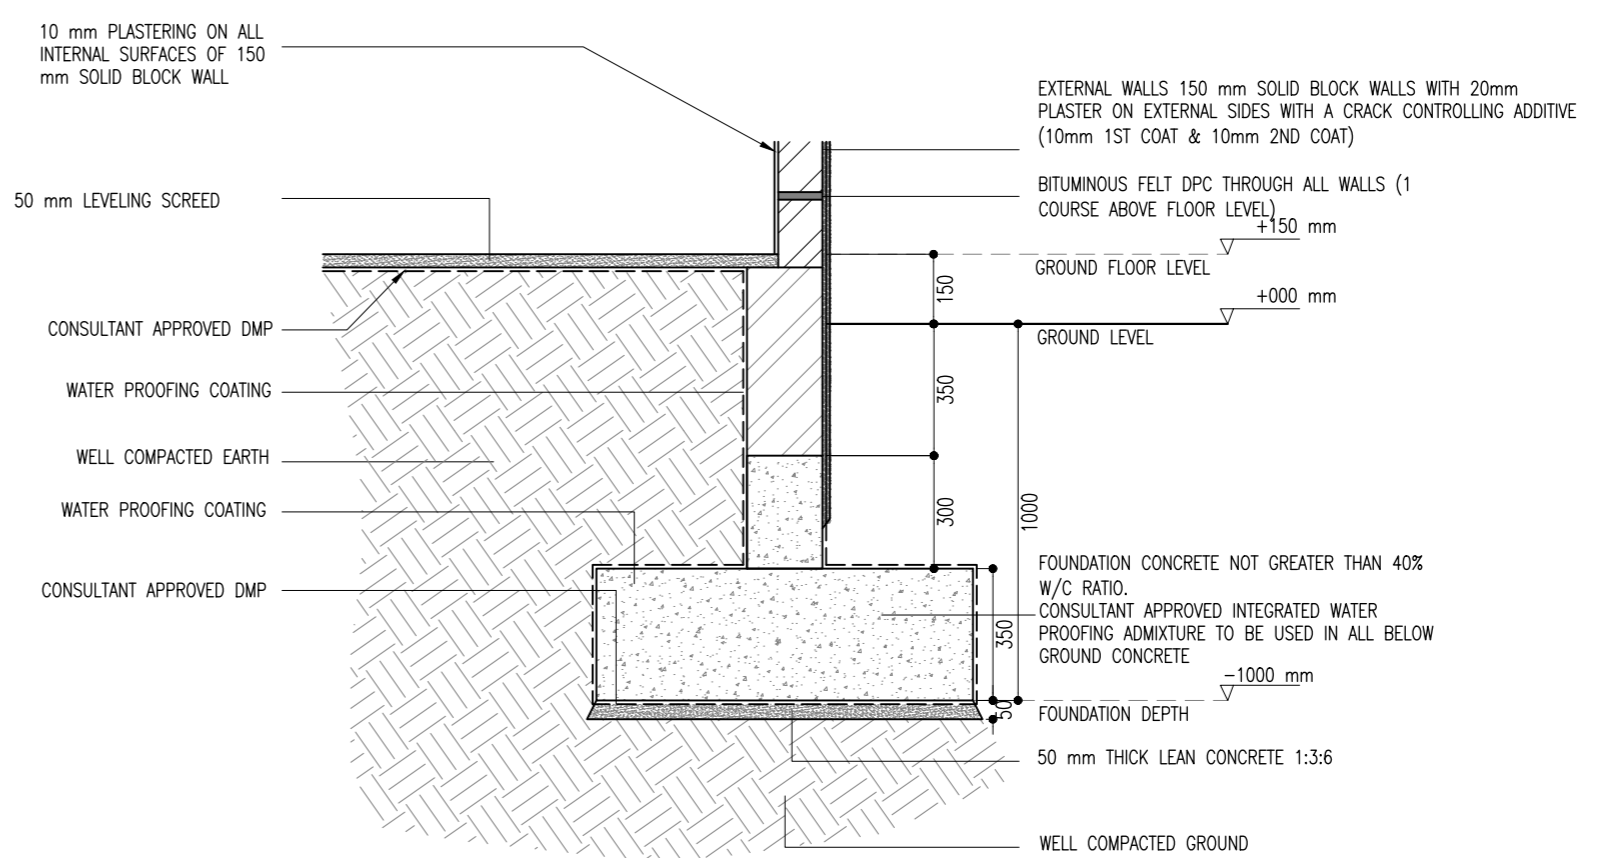 10 mm PLASTERING ON ALL
INTERNAL SURFACES OF 150
mm SOLID BLOCK WALL
50 mm LEVELING SCREED
CONSULTANT APPROVED DMP
WATER PROOFING COATING
WELL COMPACTED EARTH
WATER PROOFING COATING
CONSULTANT APPROVED DMP
EXTERNAL WALLS 150 mm SOLID BLOCK WALLS WITH 20mm
PLASTER ON EXTERNAL SIDES WITH A CRACK CONTROLLING ADDITIVE
(10mm 1ST COAT & 10mm 2ND COAT)
BITUMINOUS FELT DPC THROUGH ALL WALLS (1
COURSE ABOVE FLOOR LEVEL)
+150 mm
GROUND FLOOR LEVEL
150
+000 mm
GROUND LEVEL
350
300
1000
FOUNDATION CONCRETE NOT GREATER THAN 40%
W/C RATIO.
CONSULTANT APPROVED INTEGRATED WATER
PROOFING ADMIXTURE TO BE USED IN ALL BELOW
GROUND CONCRETE
350
-1000 mm
50
FOUNDATION DEPTH
50 mm THICK LEAN CONCRETE 1:3:6
WELL COMPACTED GROUND